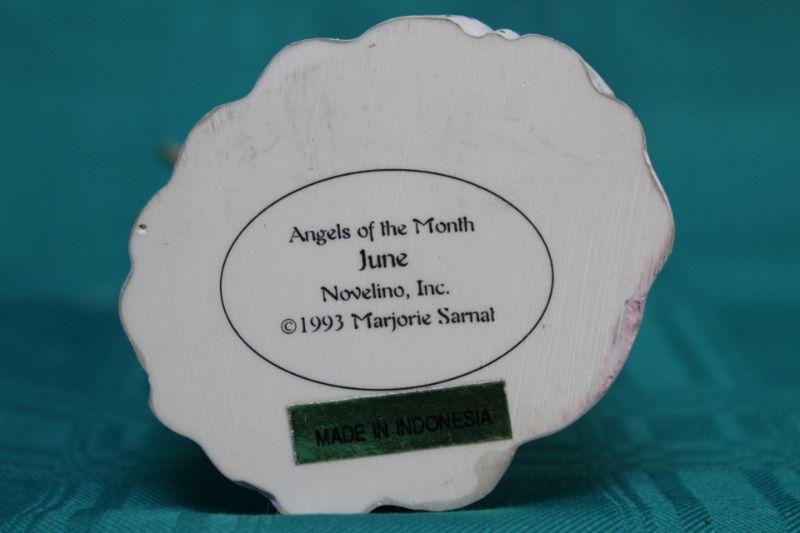 Angels of the Month
June
Novelino, Inc.
©1993 Marjorie Sarnat
MADE IN INDONESIA